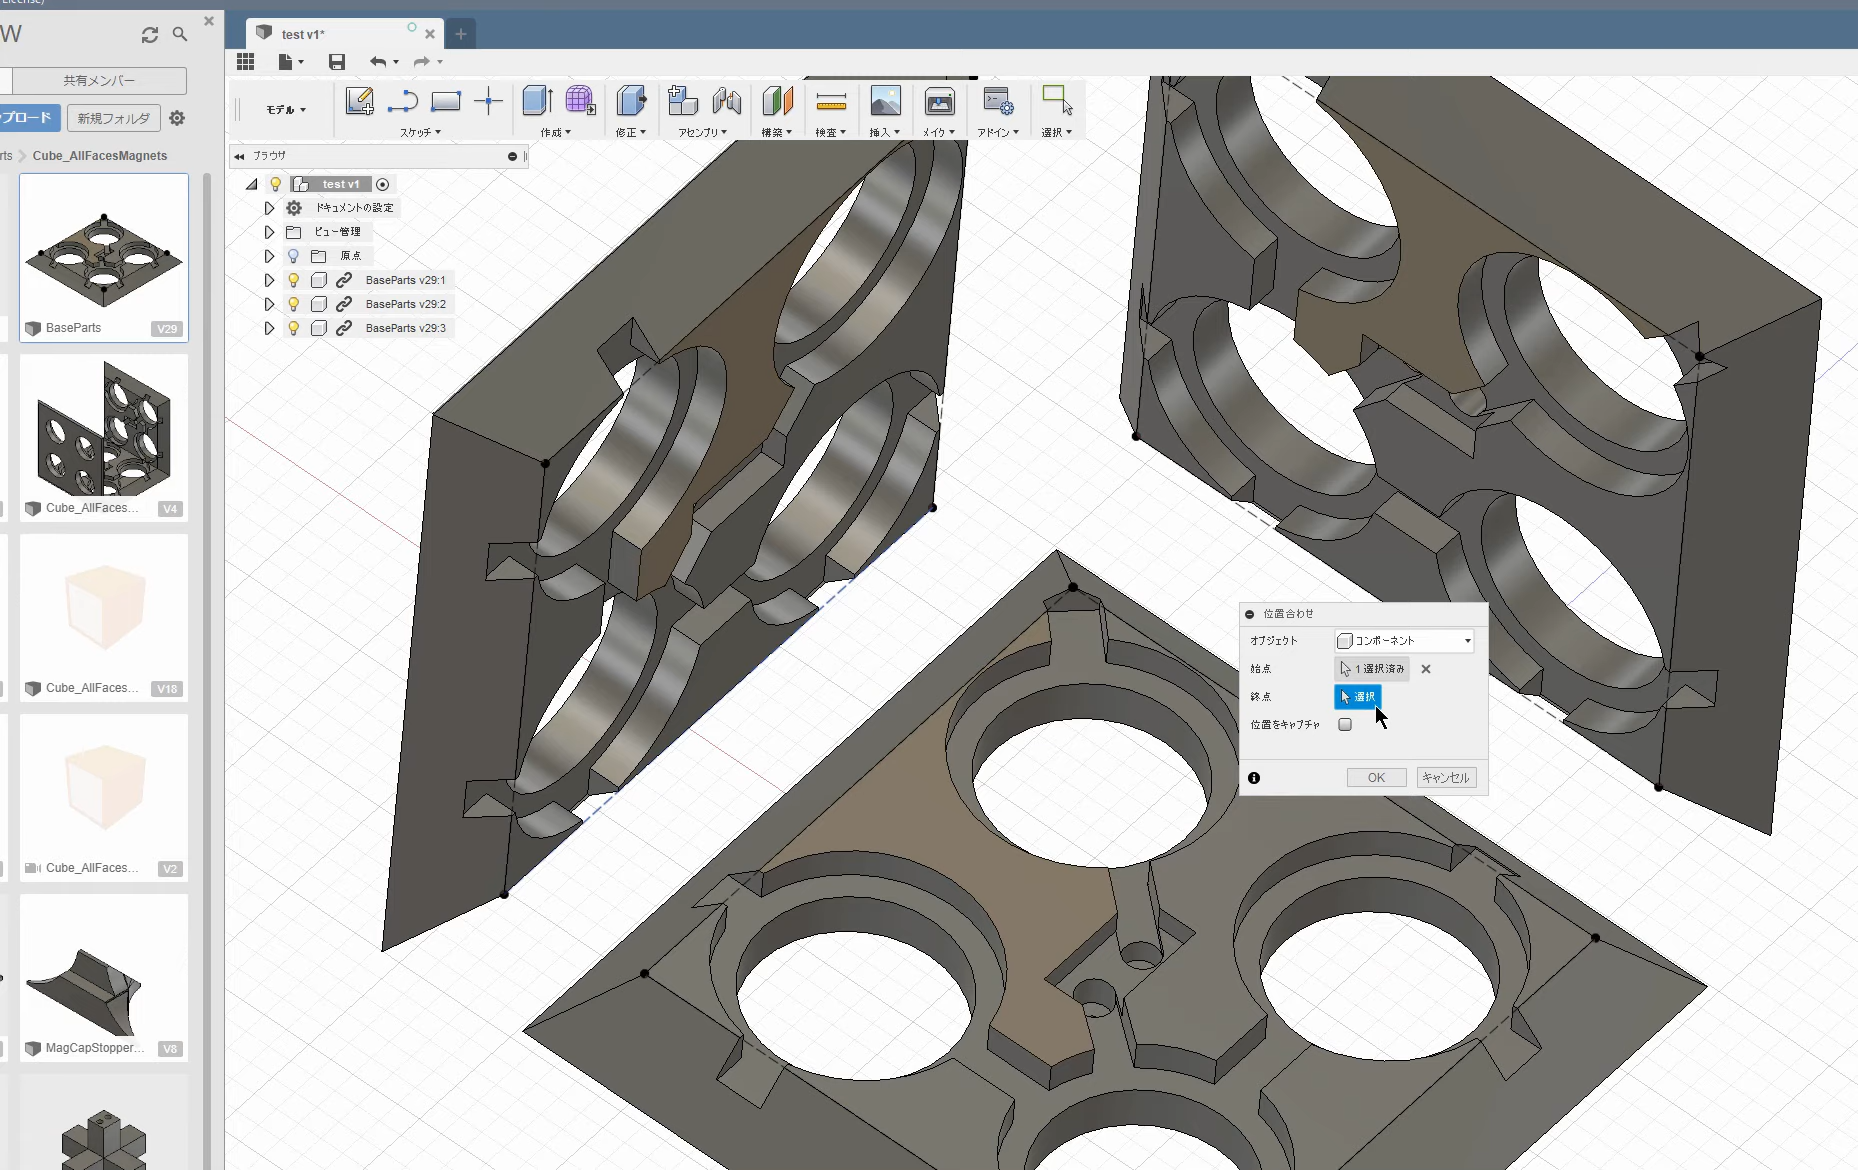 License)
W
共有メンバー
プロード
新規フォルダ
rts
Cube_AllFacesMagnets
BaseParts
V29
Cube_AllFaces...
V4
Cube_AllFaces...
V18
Cube_AllFaces...
V2
MagCapStopper...
V8
test v1*
モデル
スケッチ
作成
修正
アセンブリ
構築
検査
挿入
メイク
アドイン
選択
ブラウザ
test v1
ドキュメントの設定
ビュー管理
原点
BaseParts v29:1
BaseParts v29:2
BaseParts v29:3
位置合わせ
オブジェクト
コンポーネント
始点
1 選択済み
終点
選択
位置をキャプチャ
OK
キャンセル